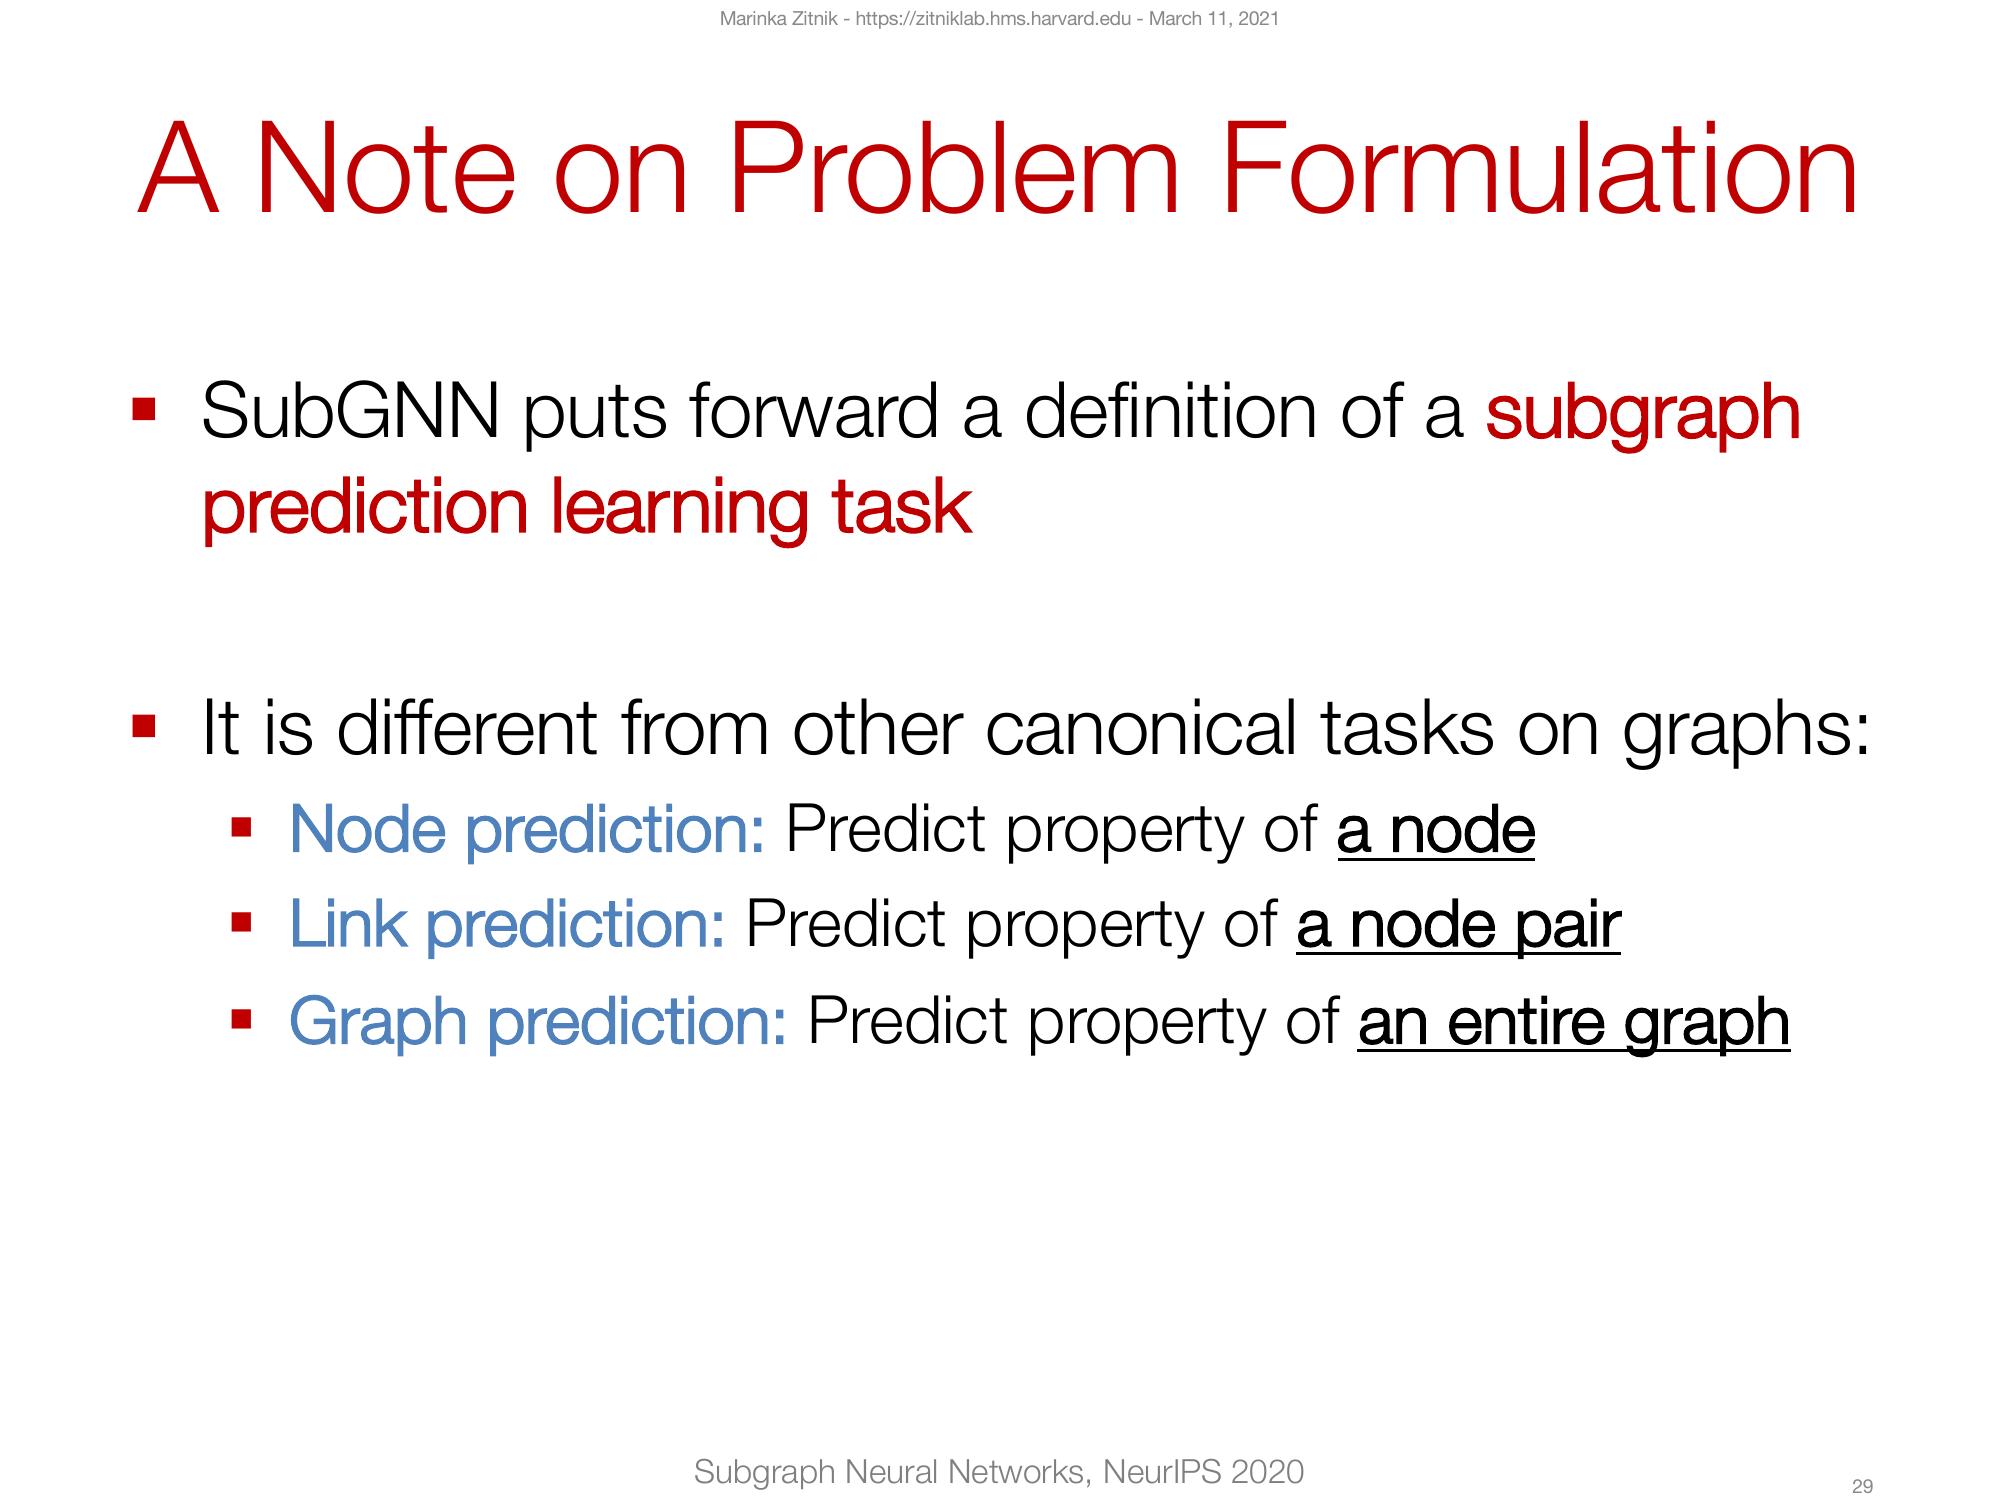 Marinka Zitnik - https://zitniklab.hms.harvard.edu - March 11, 2021
A Note on Problem Formulation
▪ SubGNN puts forward a definition of a subgraph
prediction learning task
▪ It is different from other canonical tasks on graphs:
▪ Node prediction: Predict property of a node
▪ Link prediction: Predict property of a node pair
▪ Graph prediction: Predict property of an entire graph
Subgraph Neural Networks, NeurIPS 2020
29